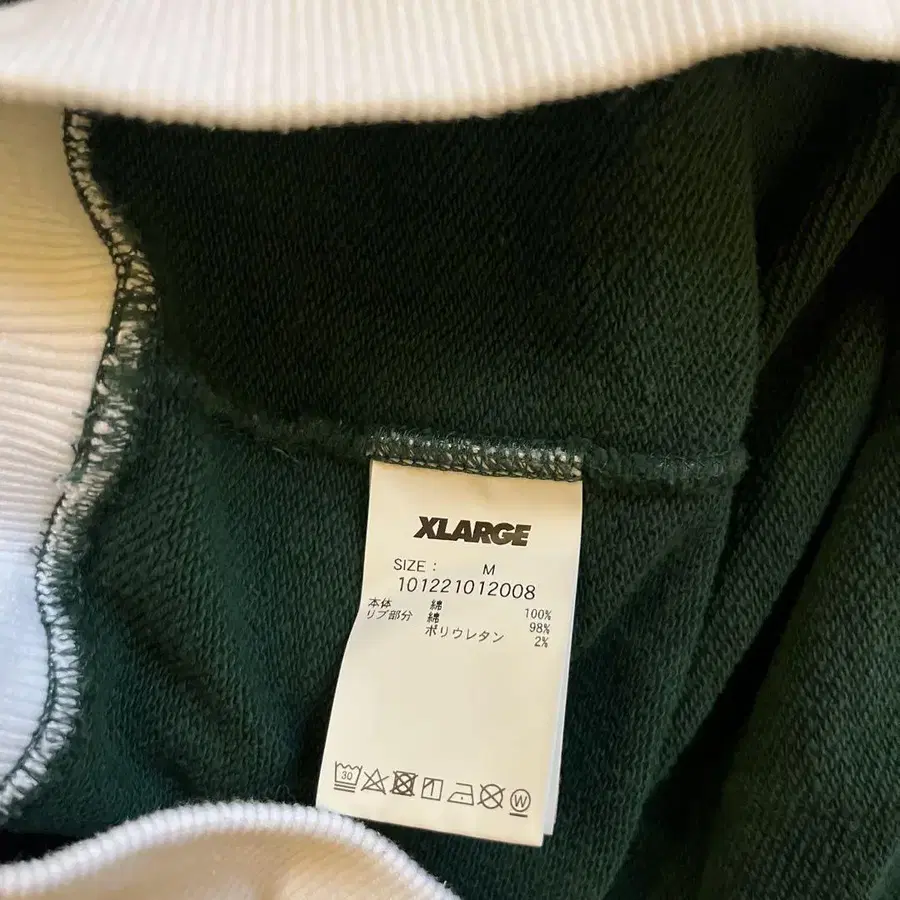 XLARGE
SIZE : M
101221012008
本体 綿 100%
リブ部分 綿 98%
ポリウレタン 2%
30
W